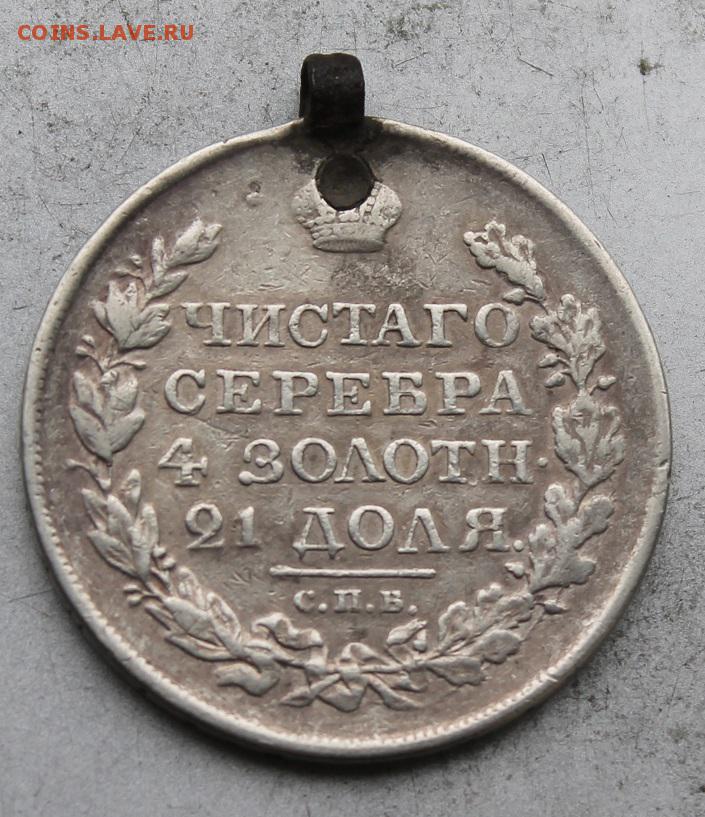 COINS.LAVE.RU
ЧИСТАГО
СЕРЕБРА
4 ЗОЛОТН·
21 ДОЛЯ.
С.П.Б.